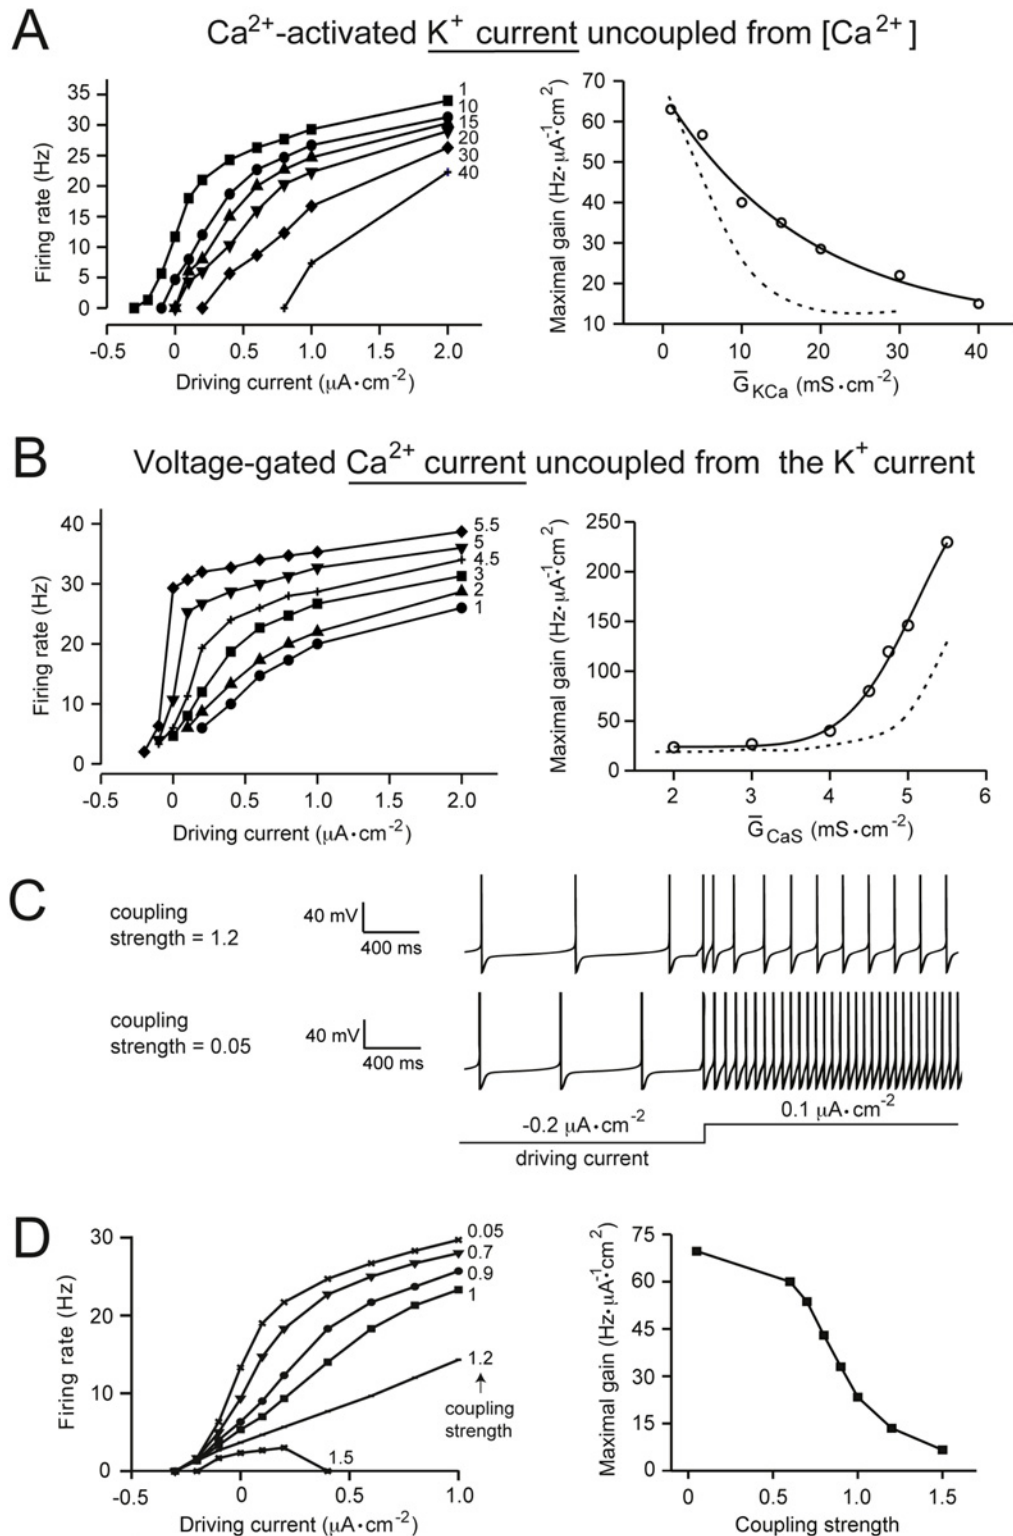 A
Ca2+-activated K+ current uncoupled from [Ca2+]
Firing rate (Hz)
35
30
25
20
15
10
5
0
-0.5
0
0.5
1.0
1.5
2.0
Driving current (μA·cm-2)
1
10
15
20
30
40
Maximal gain (Hz·μA-1cm2)
70
60
50
40
30
20
10
0
10
20
30
40
G̅KCa (mS·cm-2)
B
Voltage-gated Ca2+ current uncoupled from the K+ current
Firing rate (Hz)
40
30
20
10
0
-0.5
0
0.5
1.0
1.5
2.0
Driving current (μA·cm-2)
5.5
5
4.5
3
2
1
Maximal gain (Hz·μA-1cm2)
250
200
150
100
50
0
2
3
4
5
6
G̅CaS (mS·cm-2)
C
coupling
strength = 1.2
40 mV
400 ms
coupling
strength = 0.05
40 mV
400 ms
-0.2 μA·cm-2
0.1 μA·cm-2
driving current
D
Firing rate (Hz)
30
20
10
0
-0.5
0
0.5
1.0
Driving current (μA·cm-2)
0.05
0.7
0.9
1
1.2
↑
coupling
strength
1.5
Maximal gain (Hz·μA-1cm2)
75
60
45
30
15
0
0
0.5
1.0
1.5
Coupling strength